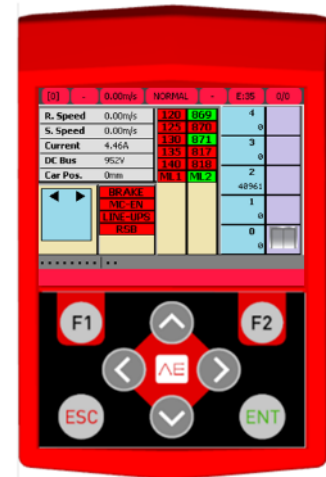 [0] - 0.00m/s NORMAL - E:35 0/0
R. Speed 0.00m/s 120 869 4
S. Speed 0.00m/s 125 870 0
Current 4.46A 130 871 3
DC Bus 952V 135 817 0
Car Pos. 0mm 140 818 2
ML1 ML2 40961
BRAKE 1
MC-EN 0
LINE-UPS 0
RSB 0
F1 F2
AE
ESC ENT